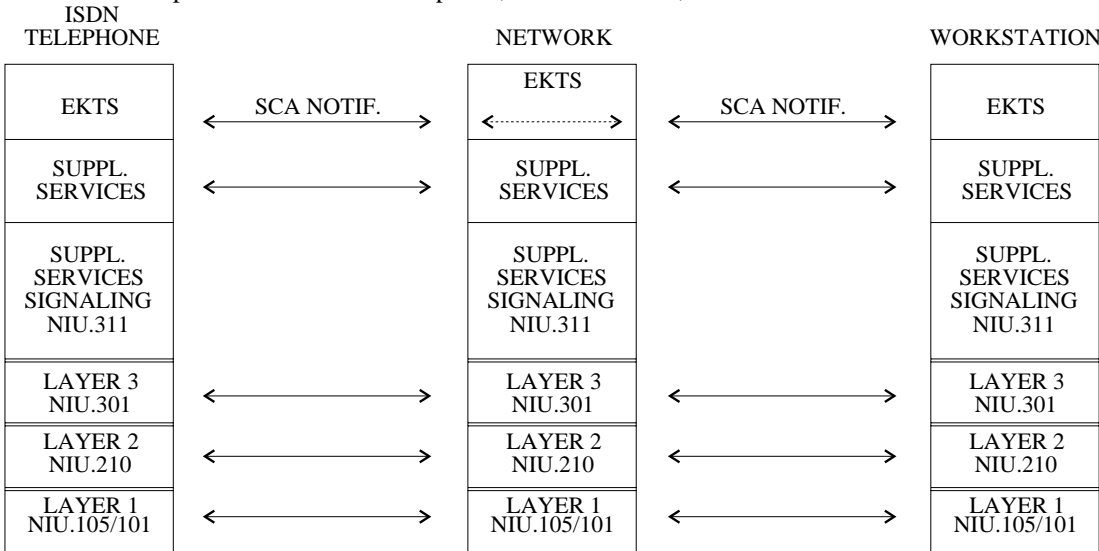 ISDN
TELEPHONE NETWORK WORKSTATION
EKTS SCA NOTIF. EKTS SCA NOTIF. EKTS
SUPPL. SUPPL. SUPPL.
SERVICES SERVICES SERVICES
SUPPL. SUPPL. SUPPL.
SERVICES SERVICES SERVICES
SIGNALING SIGNALING SIGNALING
NIU.311 NIU.311 NIU.311
LAYER 3 LAYER 3 LAYER 3
NIU.301 NIU.301 NIU.301
LAYER 2 LAYER 2 LAYER 2
NIU.210 NIU.210 NIU.210
LAYER 1 LAYER 1 LAYER 1
NIU.105/101 NIU.105/101 NIU.105/101